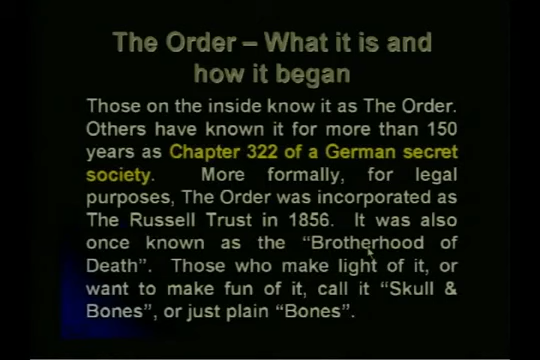 The Order – What it is and
how it began
Those on the inside know it as The Order.
Others have known it for more than 150
years as Chapter 322 of a German secret
society. More formally, for legal
purposes, The Order was incorporated as
The Russell Trust in 1856. It was also
once known as the “Brotherhood of
Death”. Those who make light of it, or
want to make fun of it, call it “Skull &
Bones”, or just plain “Bones”.